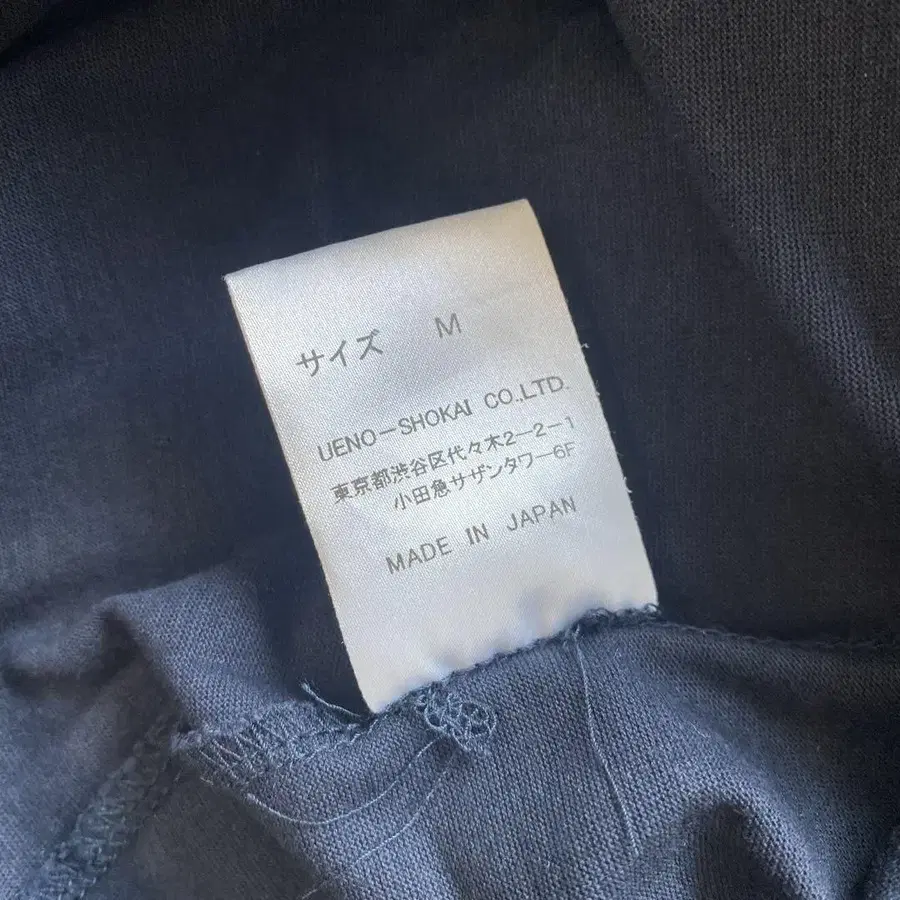 サイズ M
UENO-SHOKAI CO.,LTD.
東京都渋谷区代々木2-2-1
小田急サザンタワー6F
MADE IN JAPAN